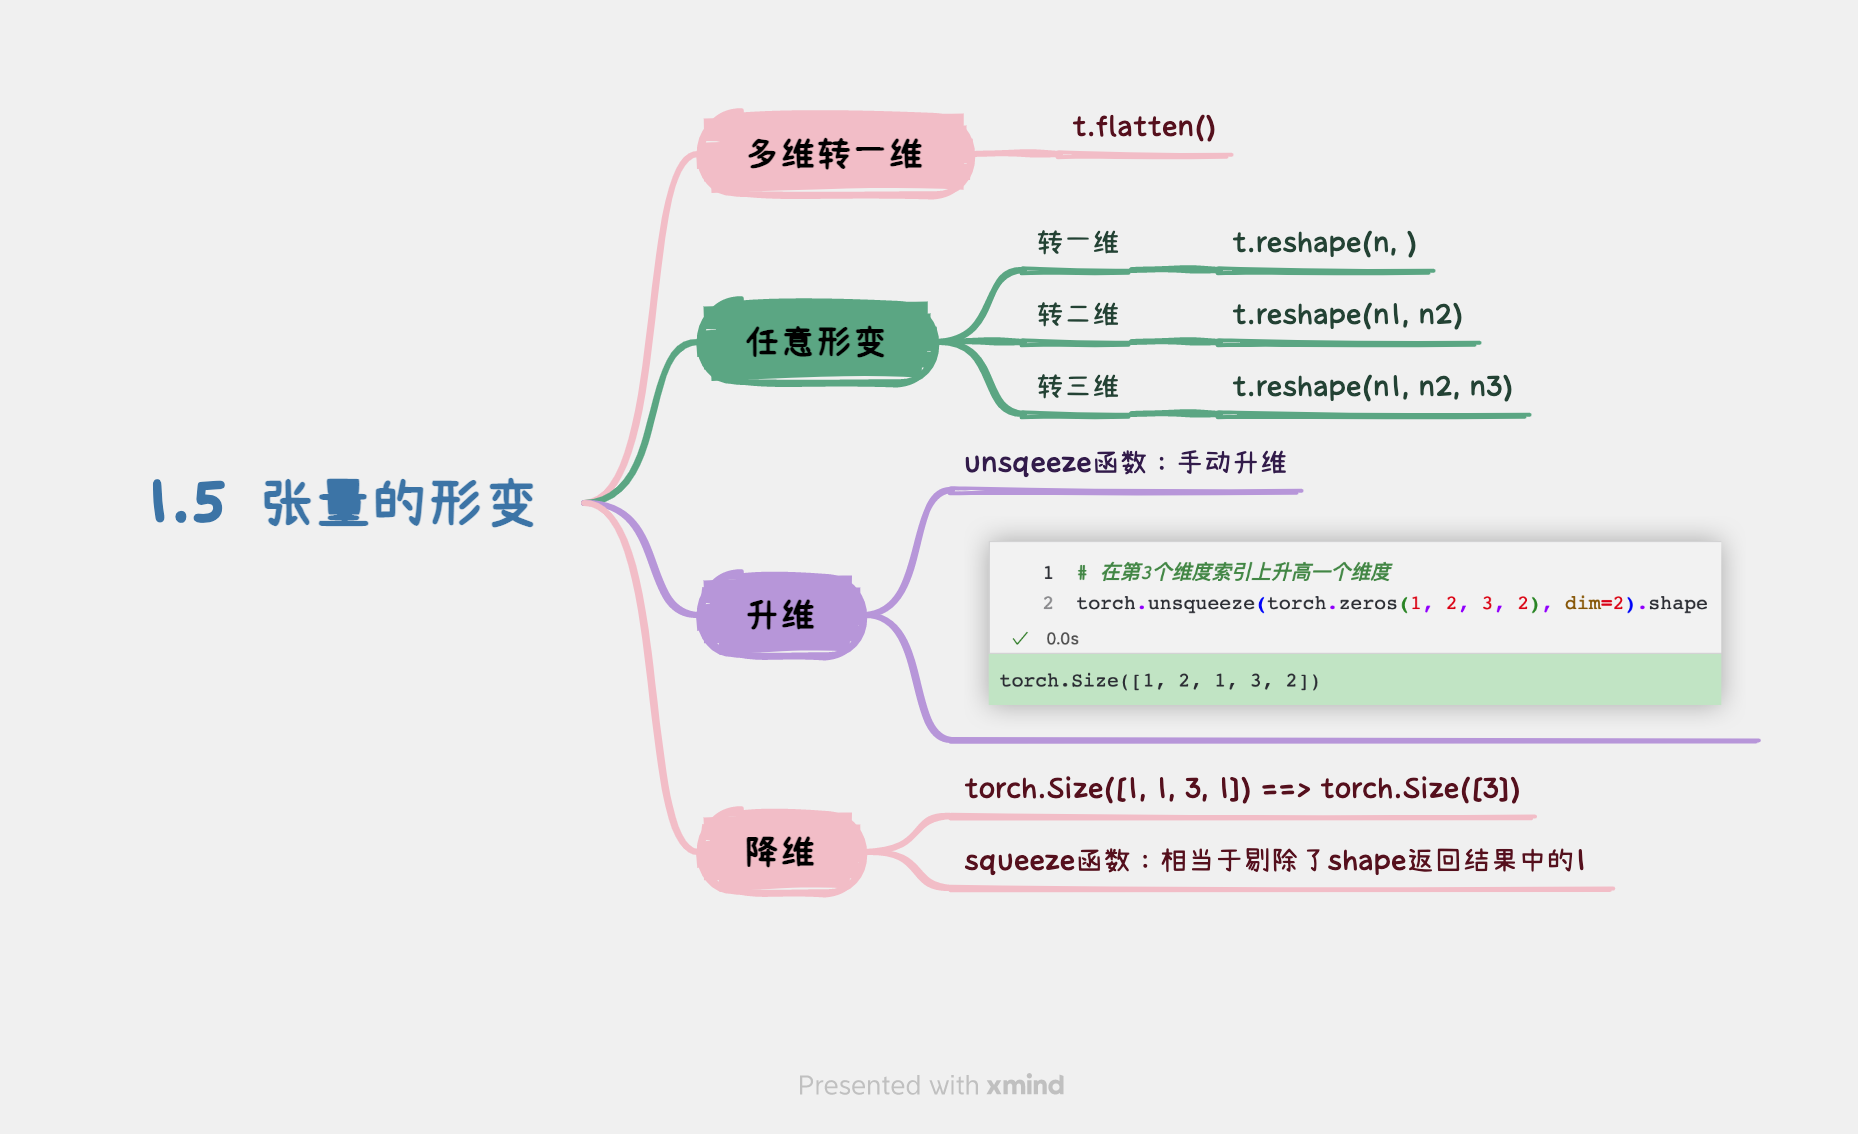 1.5 张量的形变
多维转一维
t.flatten()
任意形变
转一维
t.reshape(n, )
转二维
t.reshape(n1, n2)
转三维
t.reshape(n1, n2, n3)
升维
unsqeeze函数：手动升维
1 # 在第3个维度索引上升高一个维度
2 torch.unsqueeze(torch.zeros(1, 2, 3, 2), dim=2).shape
✓ 0.0s
torch.Size([1, 2, 1, 3, 2])
降维
torch.Size([1, 1, 3, 1]) ==> torch.Size([3])
squeeze函数：相当于剔除了shape返回结果中的1
Presented with xmind